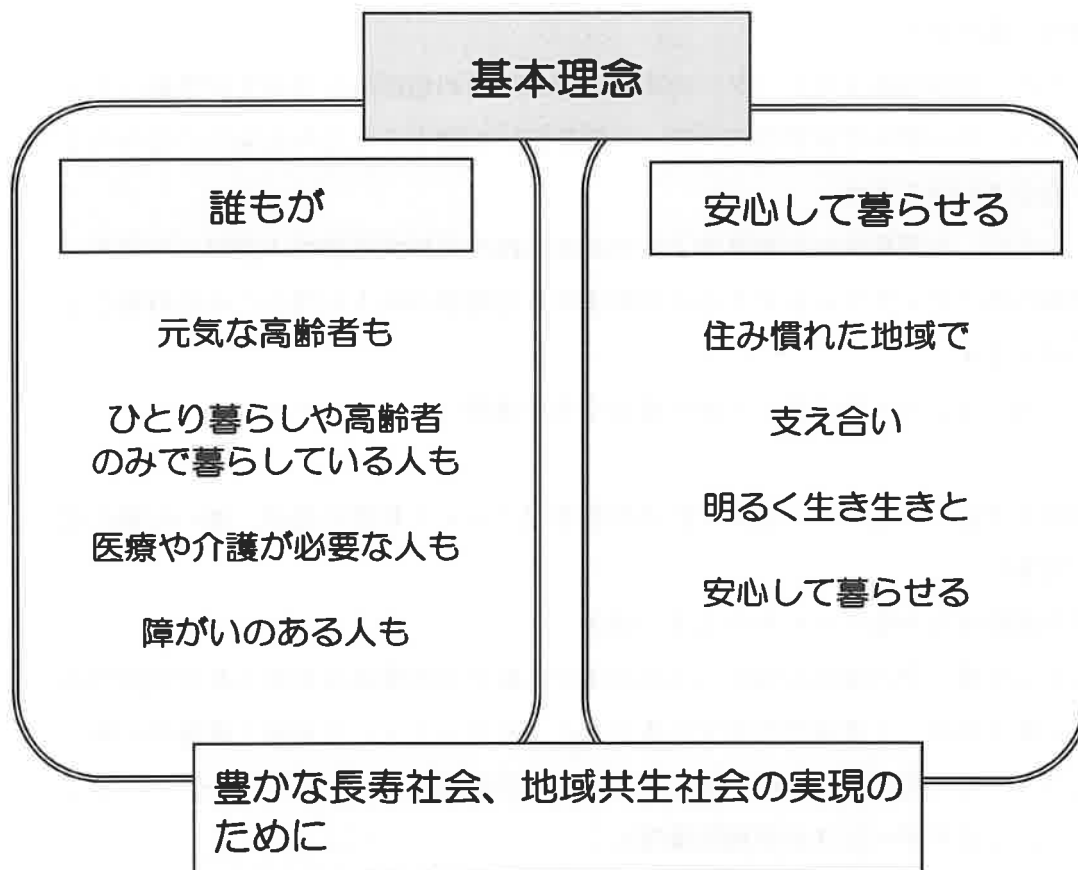 基本理念
誰もが
元気な高齢者も
ひとり暮らしや高齢者
のみで暮らしている人も
医療や介護が必要な人も
障がいのある人も
安心して暮らせる
住み慣れた地域で
支え合い
明るく生き生きと
安心して暮らせる
豊かな長寿社会、地域共生社会の実現の
ために